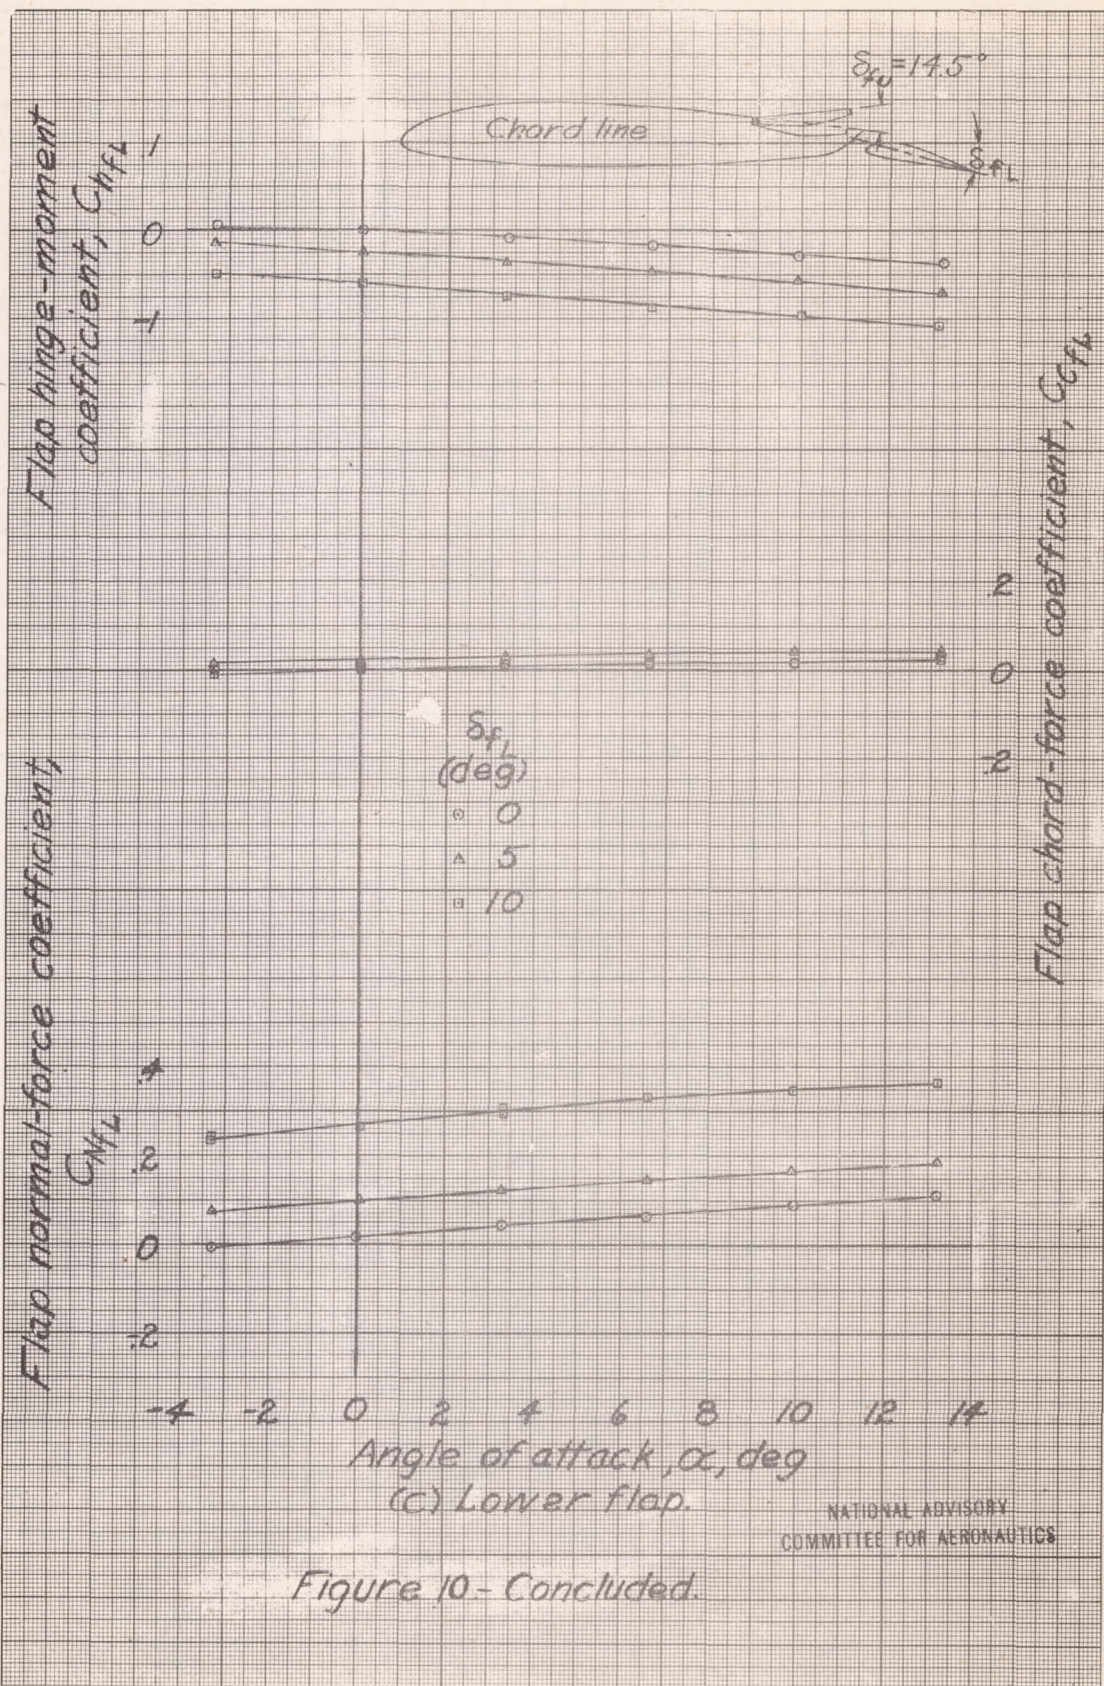 δfU=14.5°
Chord line
δfL
Flap hinge-moment
coefficient, ChfL
.1
0
-.1
Flap chord-force coefficient, CcfL
.2
0
-.2
δfL
(deg)
0
5
10
Flap normal-force coefficient,
CNfL
.4
.2
0
-.2
-4 -2 0 2 4 6 8 10 12 14
Angle of attack, α, deg
(c) Lower flap.
NATIONAL ADVISORY
COMMITTEE FOR AERONAUTICS
Figure 10 - Concluded.